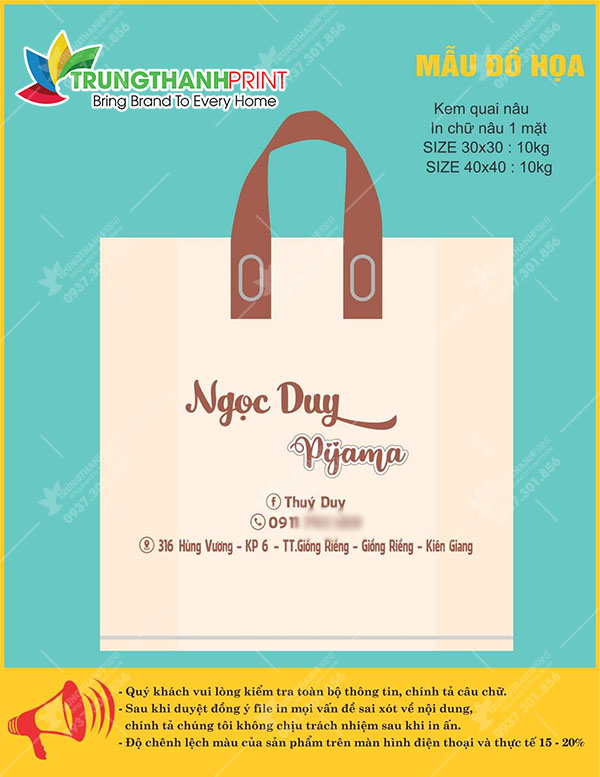 TRUNGTHANHPRINT
Bring Brand To Every Home
MẪU ĐỒ HỌA
Kem quai nâu
in chữ nâu 1 mặt
SIZE 30x30 : 10kg
SIZE 40x40 : 10kg
Ngọc Duy
Pijama
Thuý Duy
0911
316 Hùng Vương - KP 6 - TT.Giồng Riềng - Giồng Riềng - Kiên Giang
- Quý khách vui lòng kiểm tra toàn bộ thông tin, chính tả câu chữ.
- Sau khi duyệt đồng ý file in mọi vấn đề sai xót về nội dung,
chính tả chúng tôi không chịu trách nhiệm sau khi in ấn.
- Độ chênh lệch màu của sản phẩm trên màn hình điện thoại và thực tế 15 - 20%
TRUNGTHANHPRINT
0937.301.856